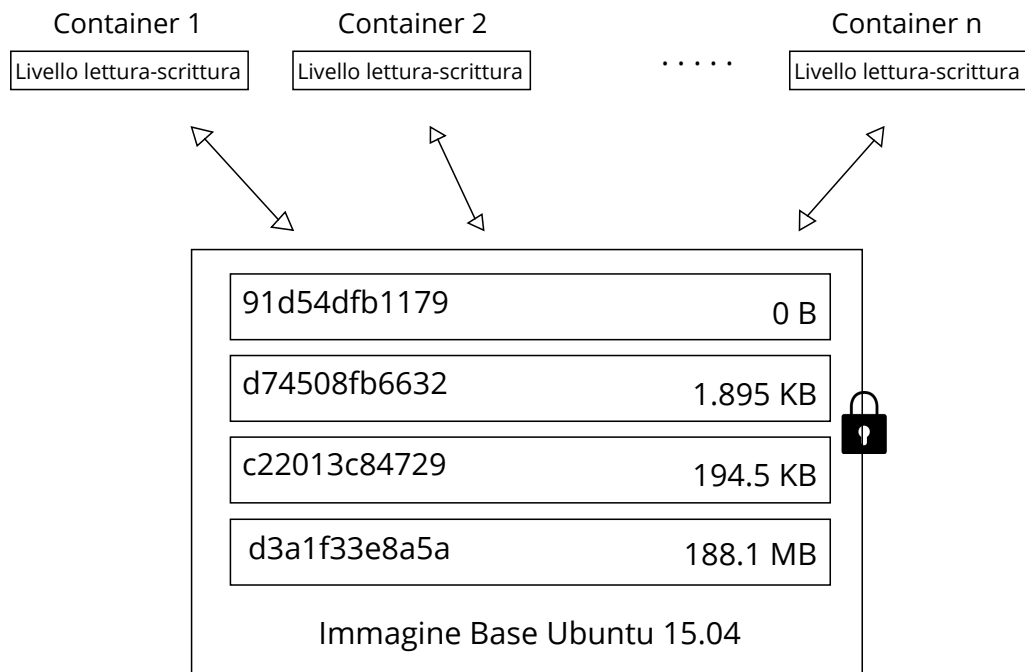 Container 1
Container 2
Container n
Livello lettura-scrittura
Livello lettura-scrittura
.....
Livello lettura-scrittura
91d54dfb1179
0 B
d74508fb6632
1.895 KB
c22013c84729
194.5 KB
d3a1f33e8a5a
188.1 MB
Immagine Base Ubuntu 15.04